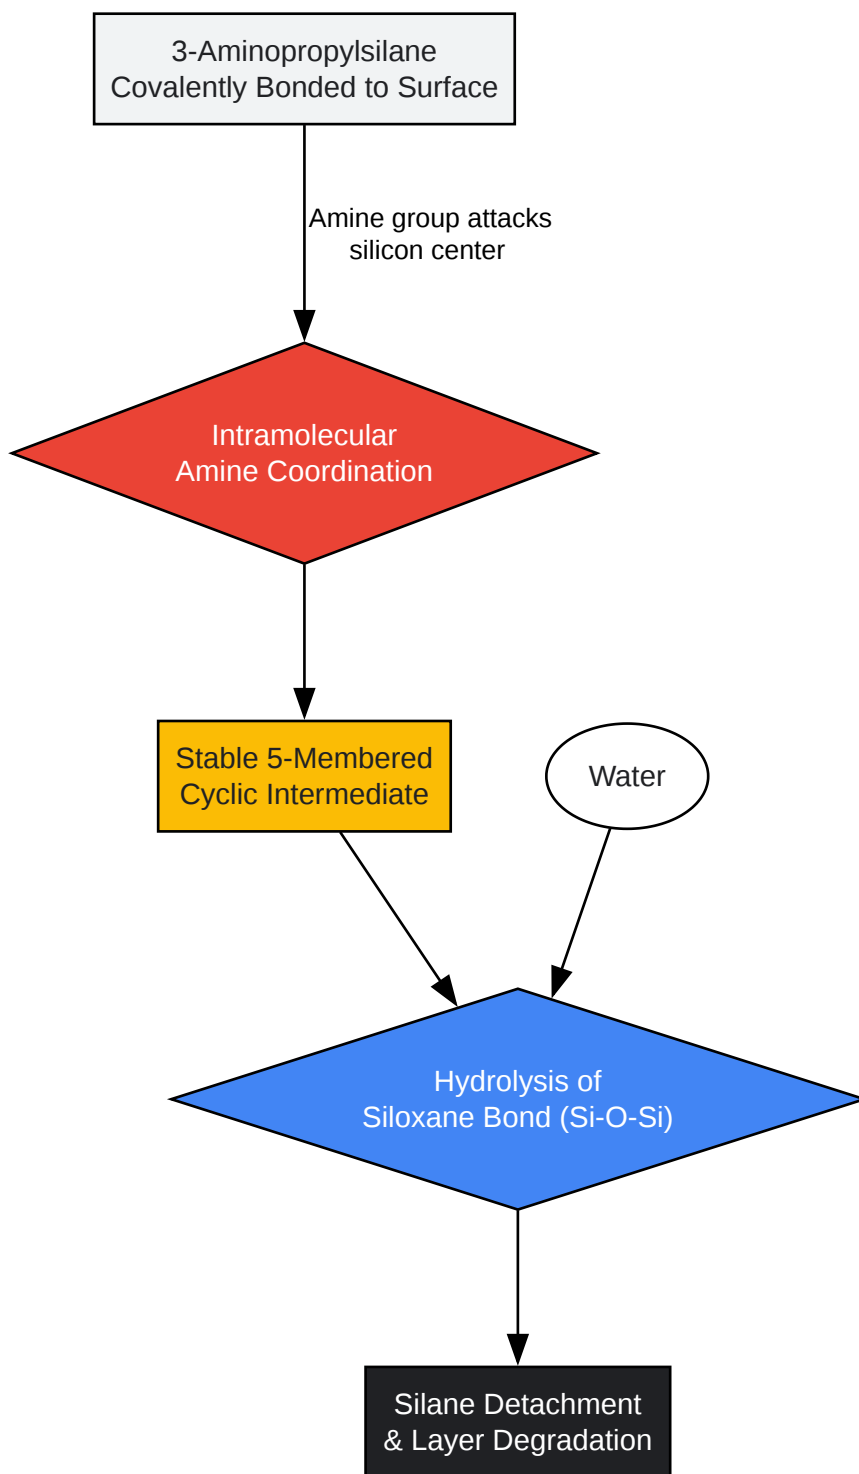 3-Aminopropylsilane
Covalently Bonded to Surface
Amine group attacks
silicon center
Intramolecular
Amine Coordination
Stable 5-Membered
Cyclic Intermediate
Water
Hydrolysis of
Siloxane Bond (Si-O-Si)
Silane Detachment
& Layer Degradation